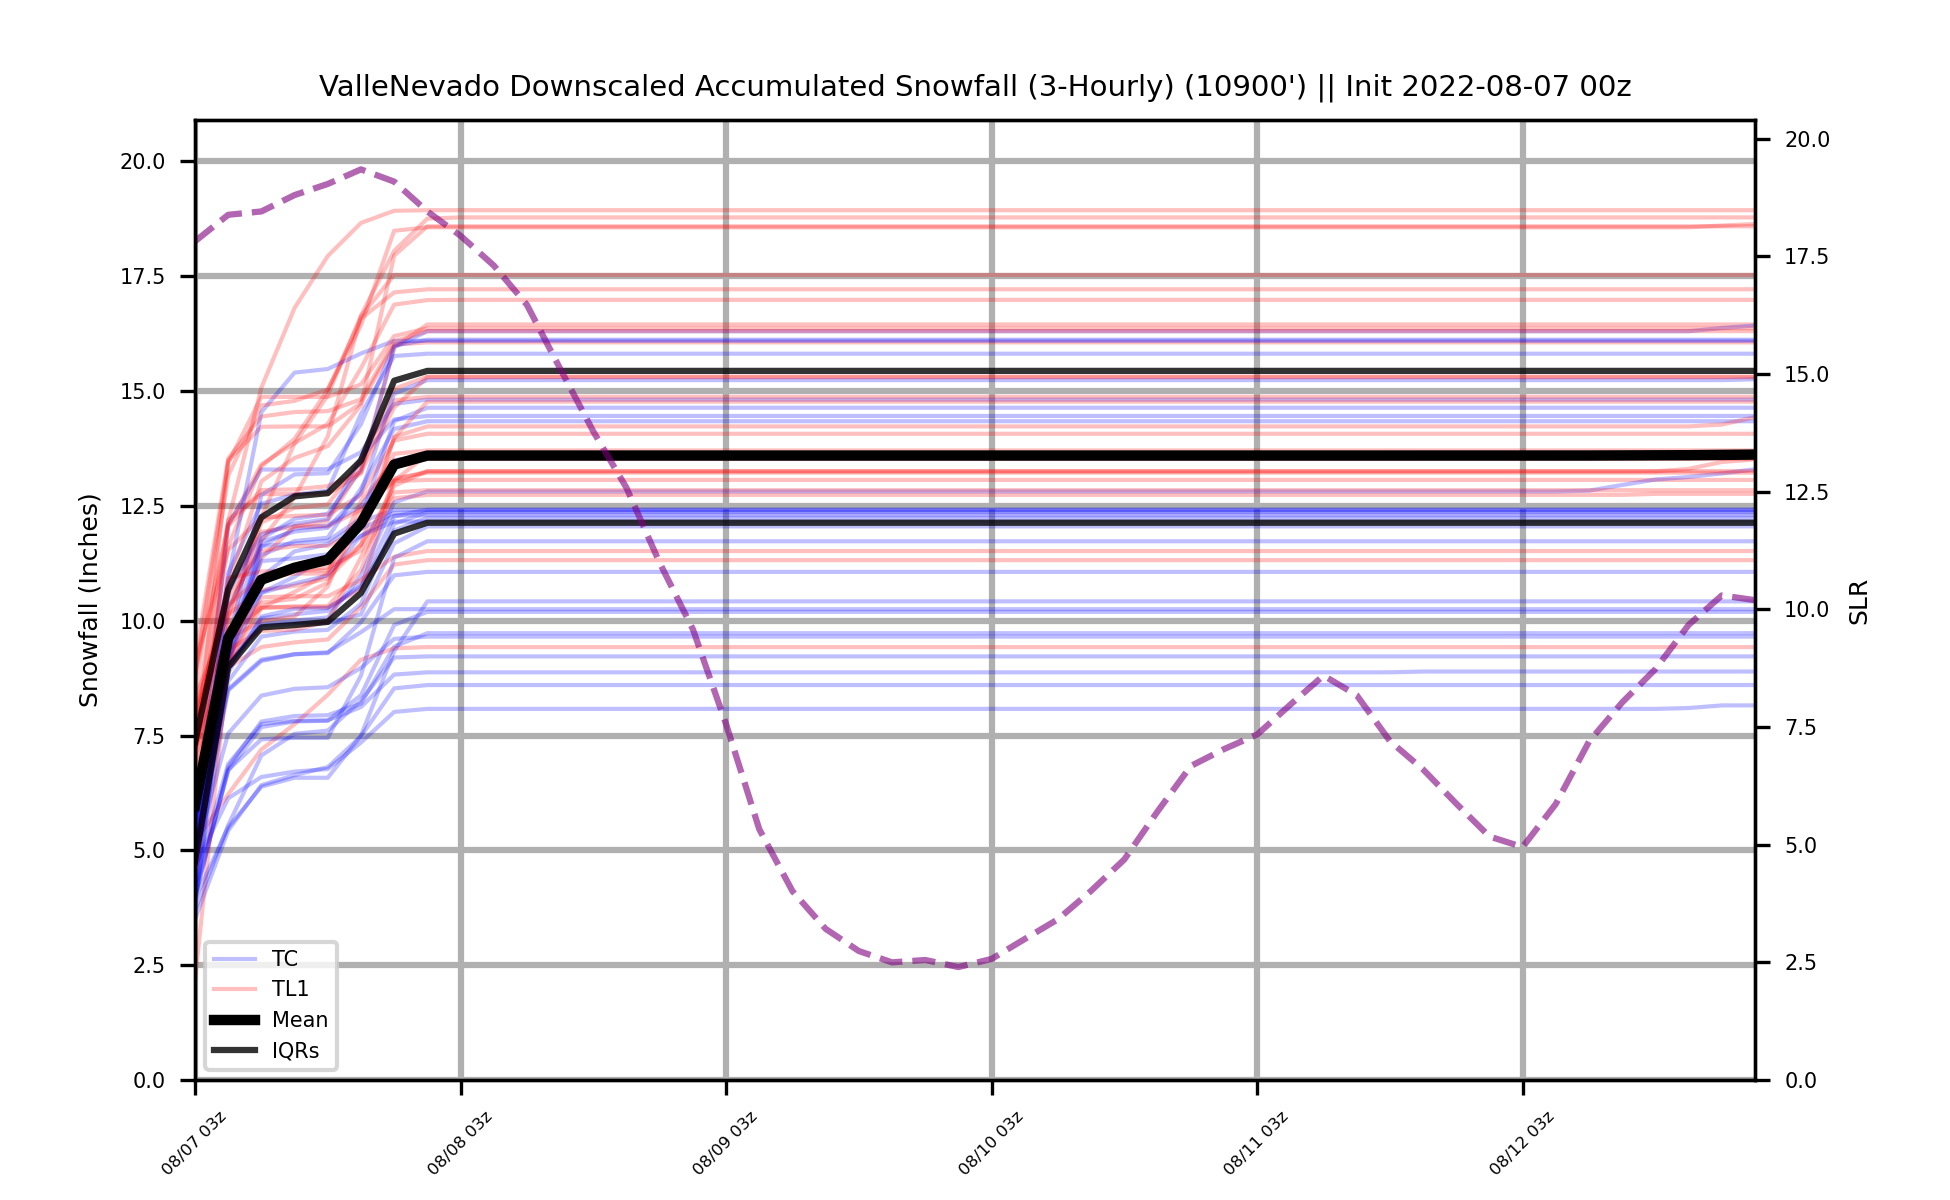 ValleNevado Downscaled Accumulated Snowfall (3-Hourly) (10900') || Init 2022-08-07 00z
20.0
17.5
15.0
12.5
10.0
7.5
5.0
2.5
0.0
Snowfall (Inches)
20.0
17.5
15.0
12.5
10.0
7.5
5.0
2.5
0.0
SLR
TC
TL1
Mean
IQRs
08/07 03z
08/08 03z
08/09 03z
08/10 03z
08/11 03z
08/12 03z